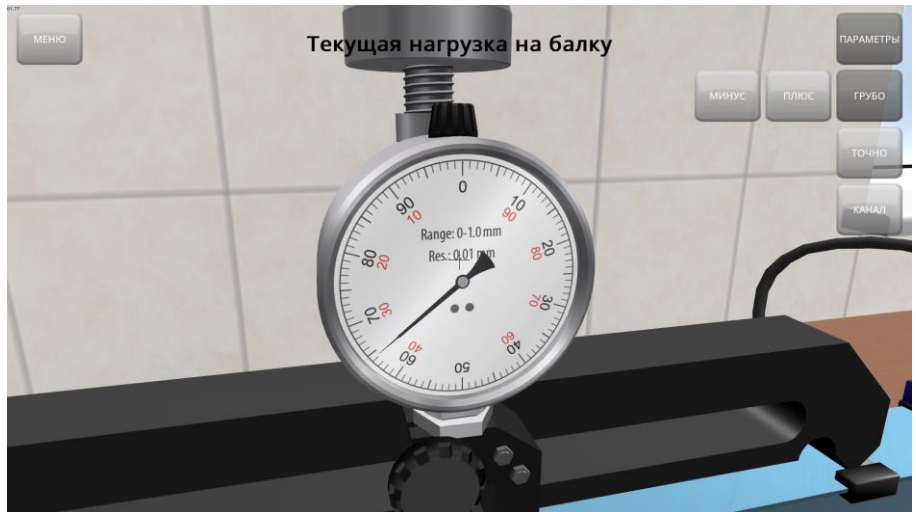 61.77
МЕНЮ
Текущая нагрузка на балку
ПАРАМЕТРЫ
МИНУС
ПЛЮС
ГРУБО
ТОЧНО
КАНАЛ
0
10
90
20
80
30
70
40
60
50
60
40
70
30
80
20
90
10
Range: 0-1.0 mm
Res.: 0.01 mm